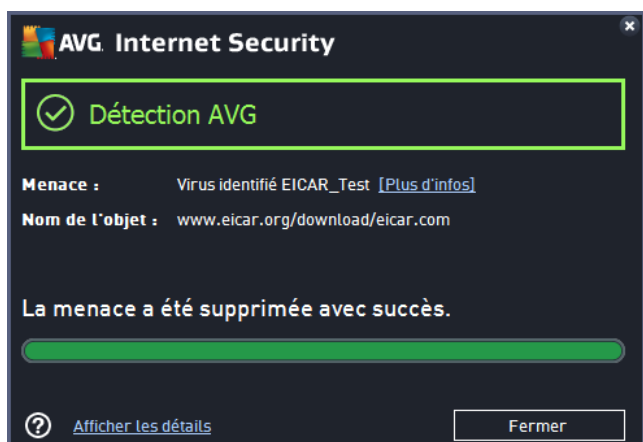 AVG. Internet Security
Détection AVG
Menace : Virus identifié EICAR_Test [Plus d'infos]
Nom de l'objet : www.eicar.org/download/eicar.com
La menace a été supprimée avec succès.
? Afficher les détails Fermer